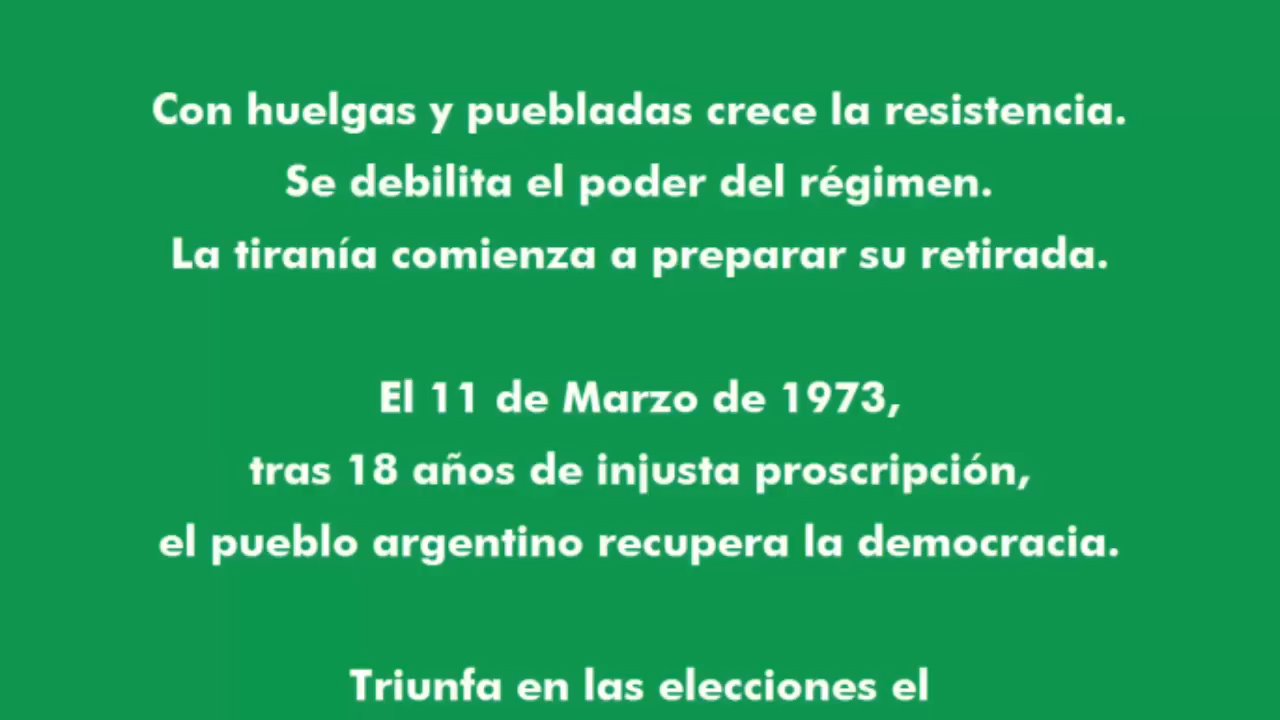 Con huelgas y puebladas crece la resistencia.
Se debilita el poder del régimen.
La tiranía comienza a preparar su retirada.
El 11 de Marzo de 1973,
tras 18 años de injusta proscripción,
el pueblo argentino recupera la democracia.
Triunfa en las elecciones el